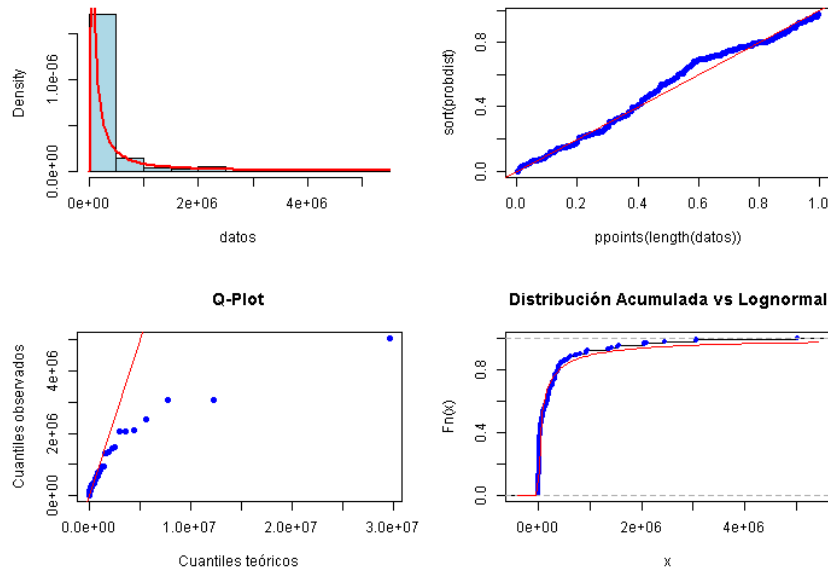 Density
0.0e+00
1.0e-06
0e+00
2e+06
4e+06
datos
sort(probdist)
0.0
0.4
0.8
0.0
0.2
0.4
0.6
0.8
1.0
ppoints(length(datos))
Q-Plot
Cuantiles observados
0e+00
2e+06
4e+06
0.0e+00
1.0e+07
2.0e+07
3.0e+07
Cuantiles teóricos
Distribución Acumulada vs Lognormal
Fn(x)
0.0
0.4
0.8
0e+00
2e+06
4e+06
x